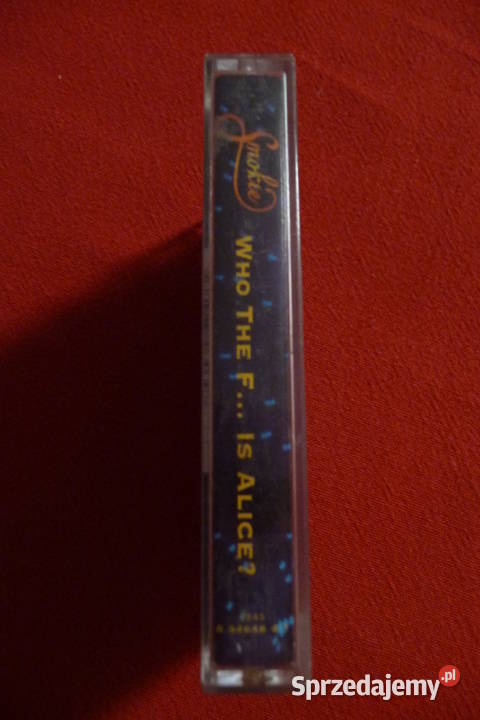 Smokie
WHO THE F... IS ALICE?
Sprzedajemy.pl